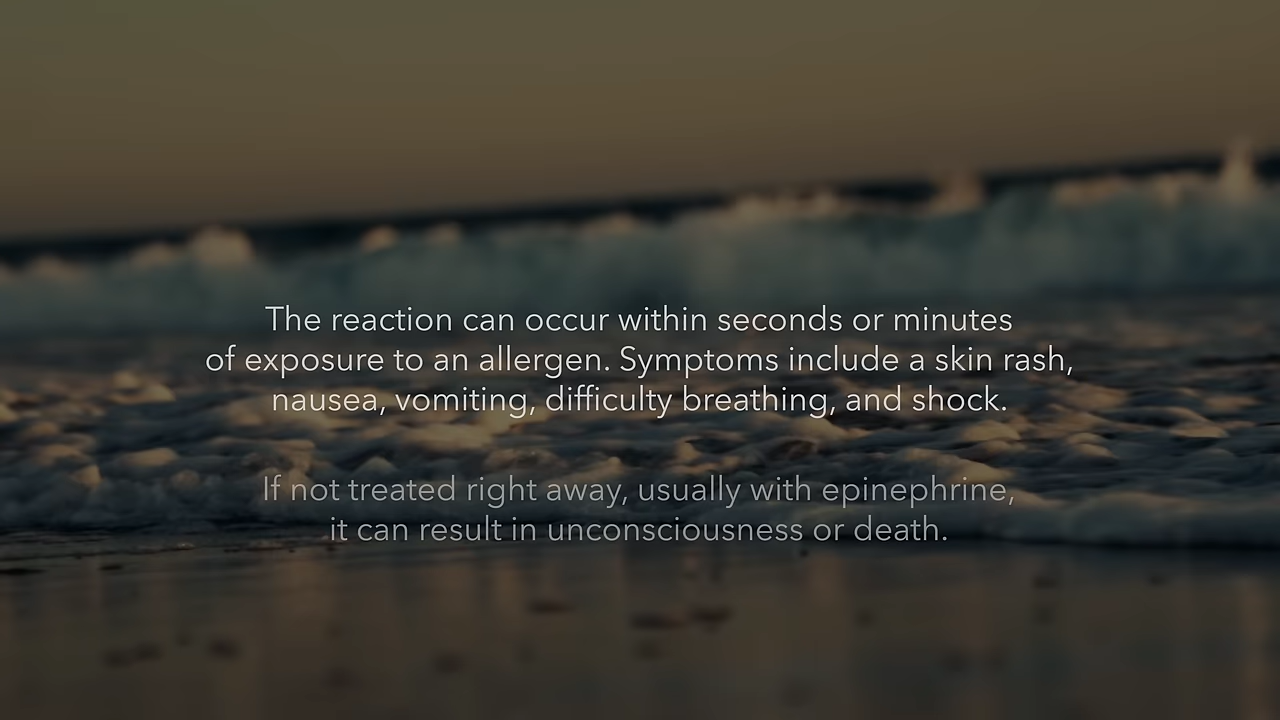 The reaction can occur within seconds or minutes
of exposure to an allergen. Symptoms include a skin rash,
nausea, vomiting, difficulty breathing, and shock.
If not treated right away, usually with epinephrine,
it can result in unconsciousness or death.